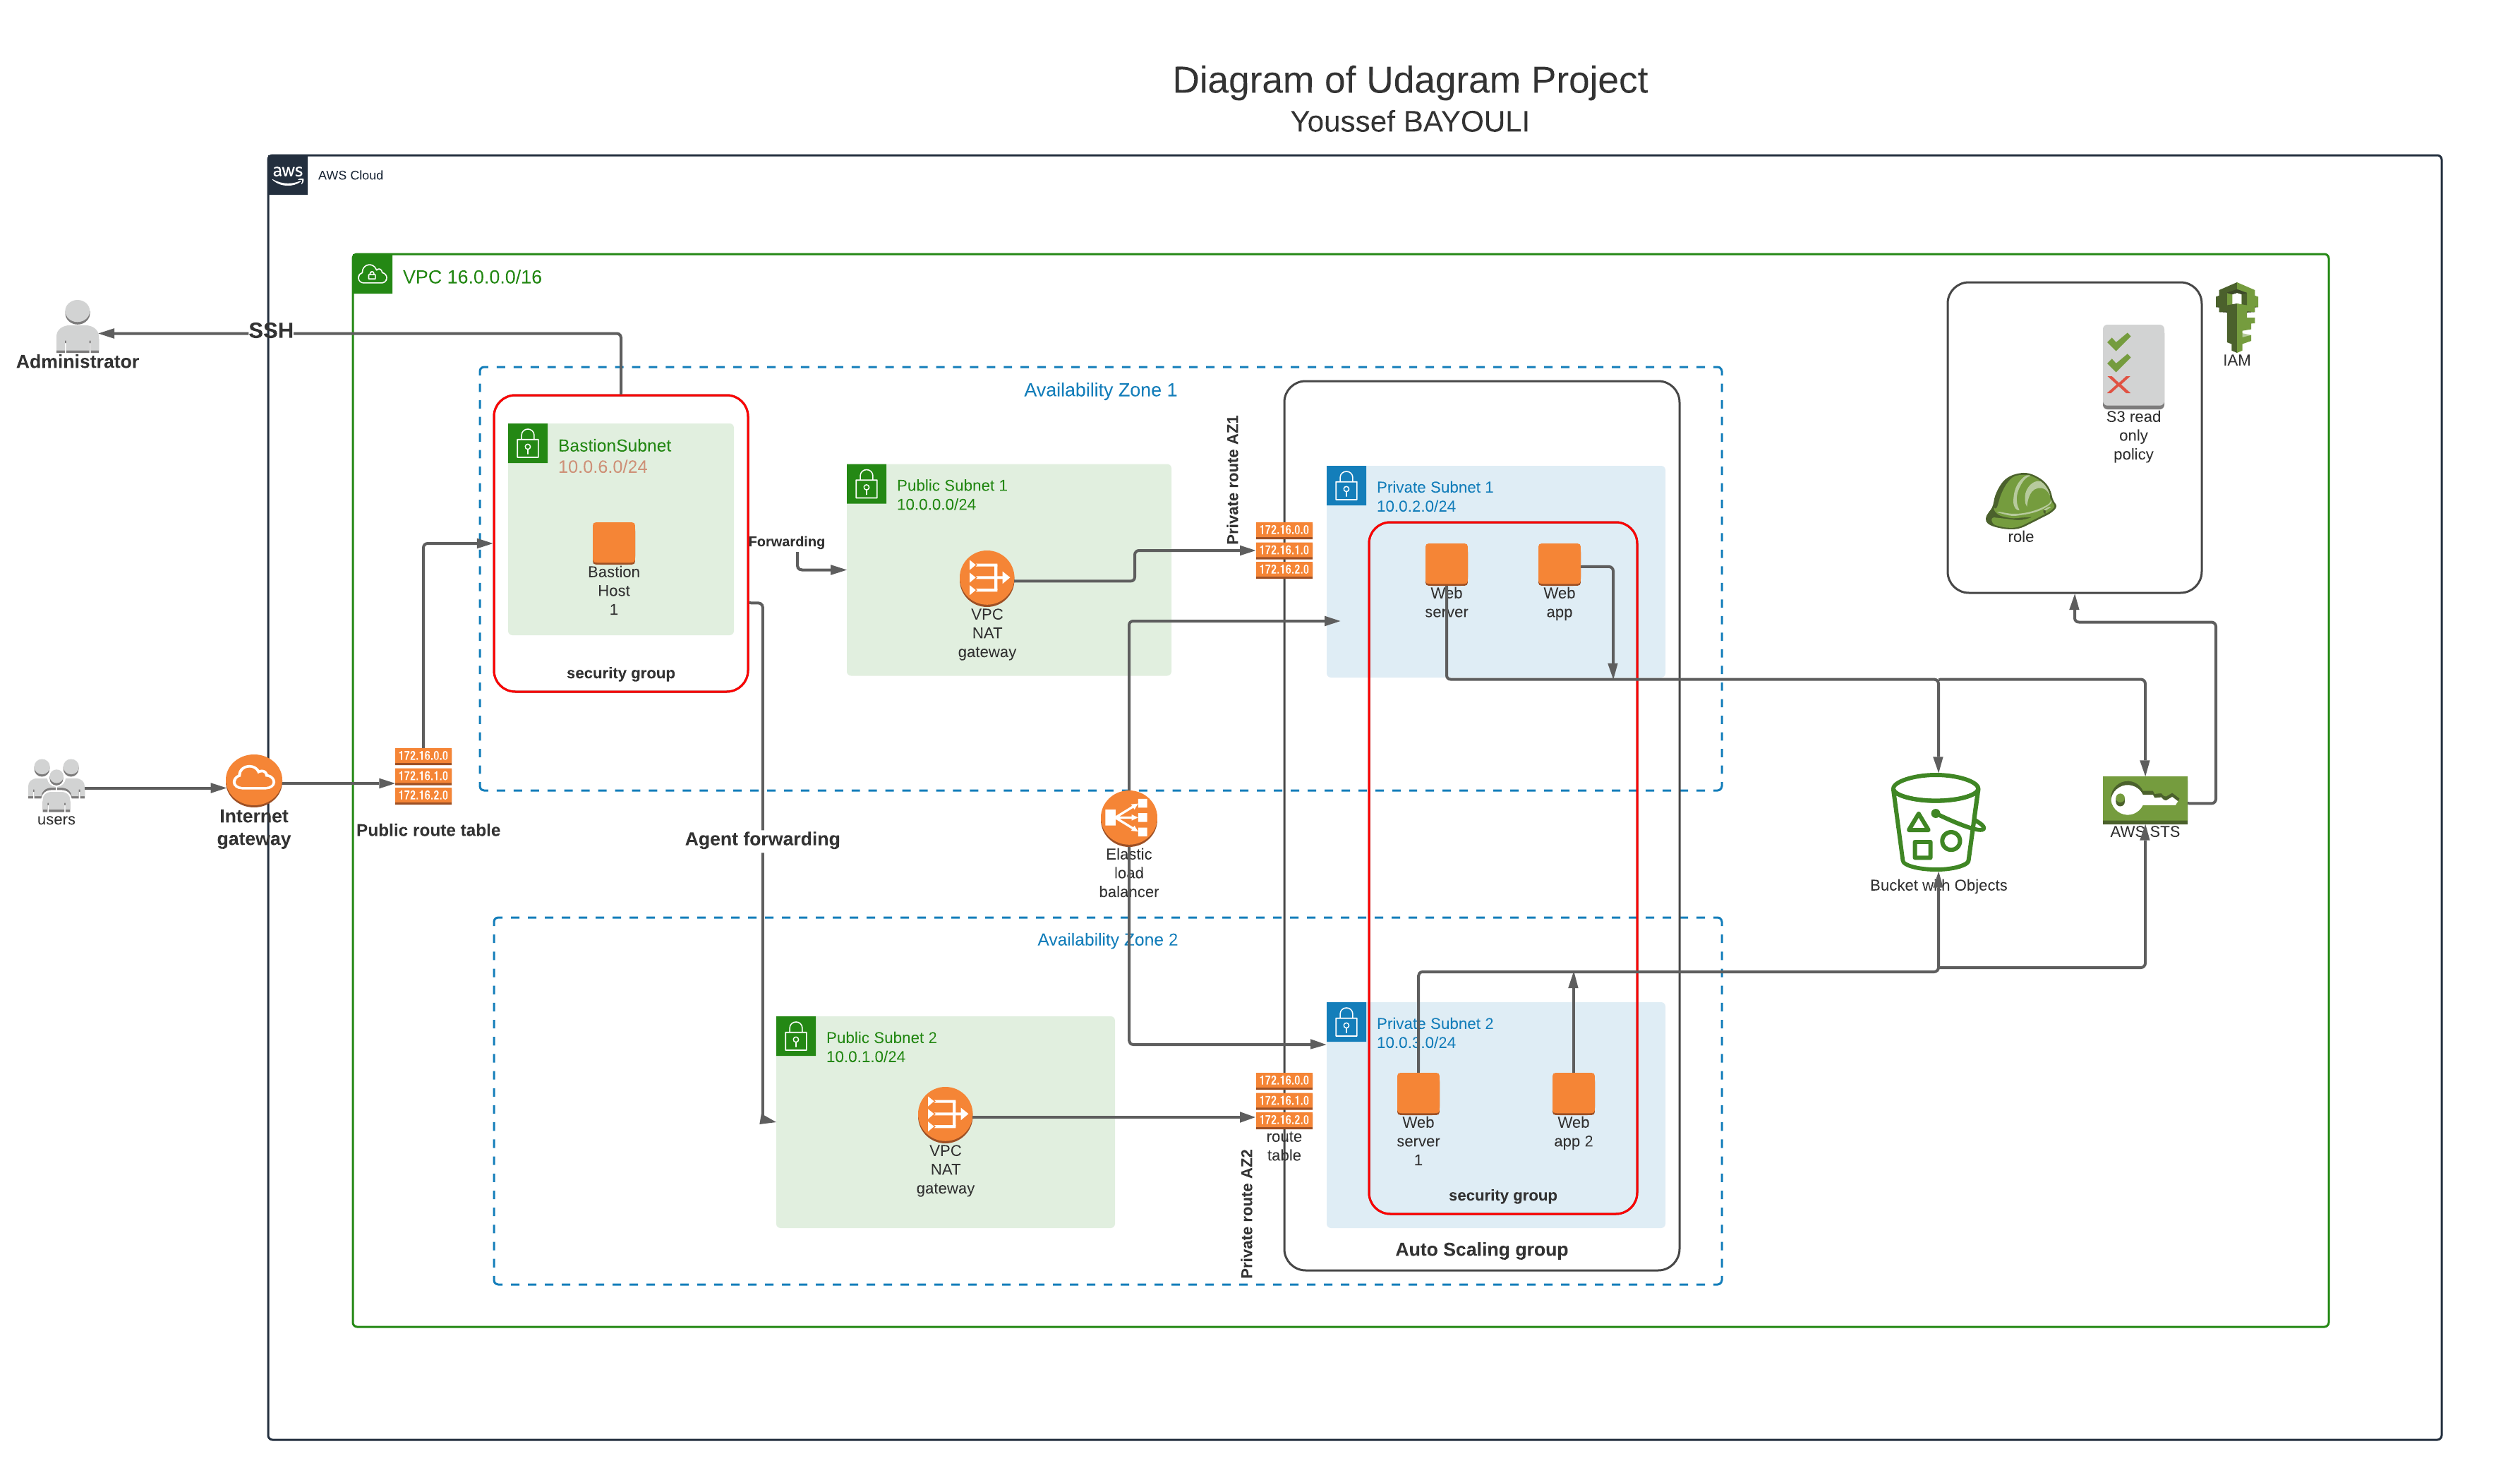 Diagram of Udagram Project
Youssef BAYOULI
aws
AWS Cloud
VPC 16.0.0.0/16
SSH
Administrator
IAM
S3 read
only
policy
role
Availability Zone 1
BastionSubnet
10.0.6.0/24
Bastion
Host
1
security group
Forwarding
Public Subnet 1
10.0.0.0/24
VPC
NAT
gateway
Private route AZ1
172.16.0.0
172.16.1.0
172.16.2.0
Private Subnet 1
10.0.2.0/24
Web
server
Web
app
users
Internet
gateway
172.16.0.0
172.16.1.0
172.16.2.0
Public route table
Agent forwarding
Elastic
load
balancer
Bucket with Objects
AWS STS
Availability Zone 2
Public Subnet 2
10.0.1.0/24
VPC
NAT
gateway
172.16.0.0
172.16.1.0
172.16.2.0
route
table
Private route AZ2
Private Subnet 2
10.0.3.0/24
Web
server
1
Web
app 2
security group
Auto Scaling group